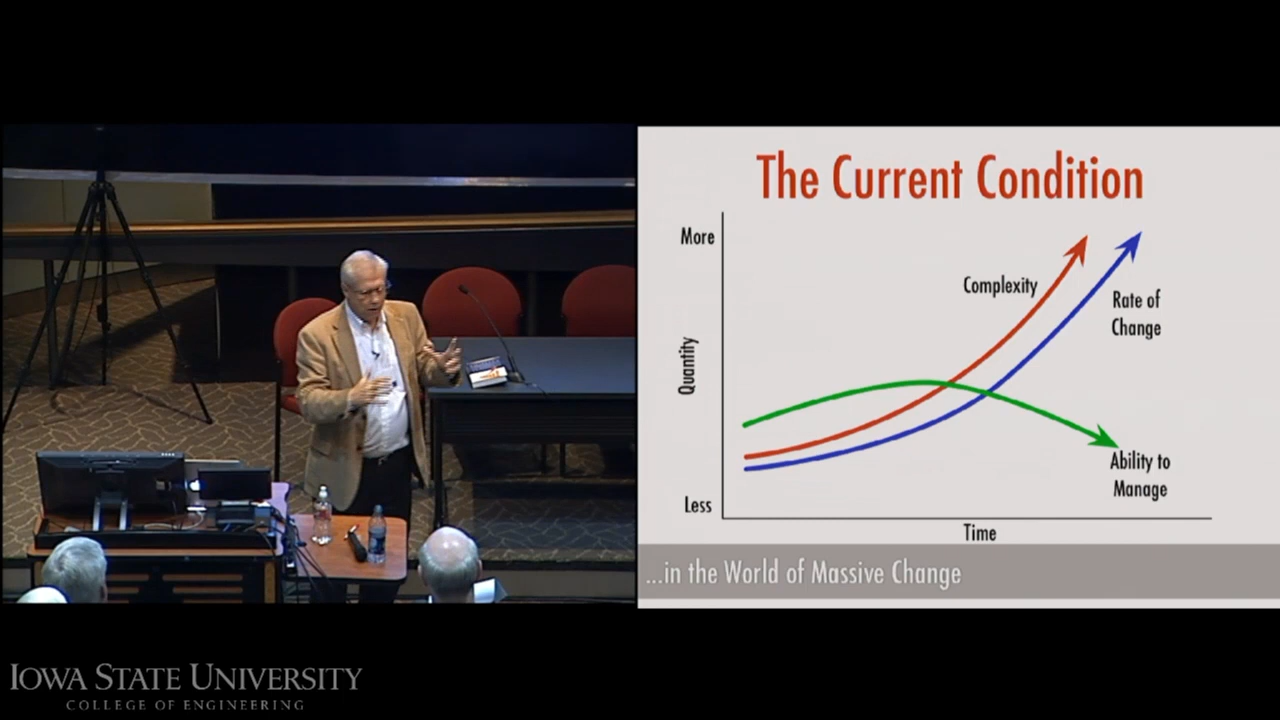 The Current Condition
More
Complexity
Rate of
Change
Quantity
Ability to
Manage
Less
Time
...in the World of Massive Change
IOWA STATE UNIVERSITY
COLLEGE OF ENGINEERING